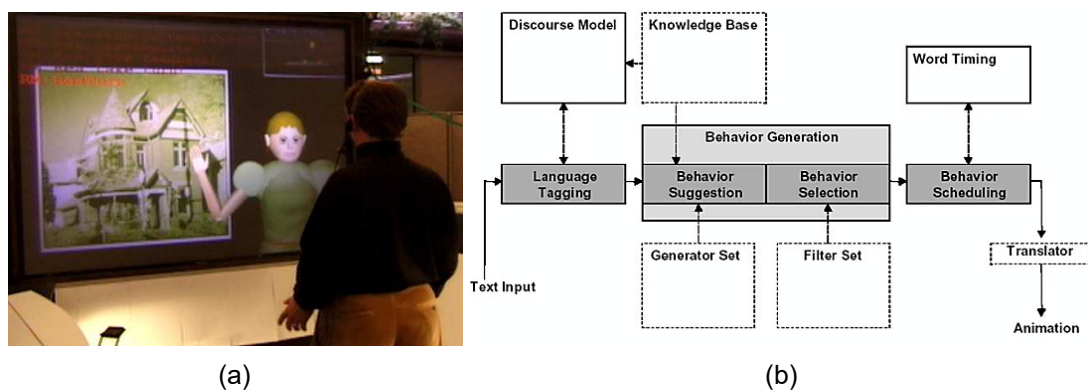 Discourse Model
Knowledge Base
Word Timing
Behavior Generation
Language
Tagging
Behavior
Suggestion
Behavior
Selection
Behavior
Scheduling
Generator Set
Filter Set
Translator
Text Input
Animation
(a)
(b)